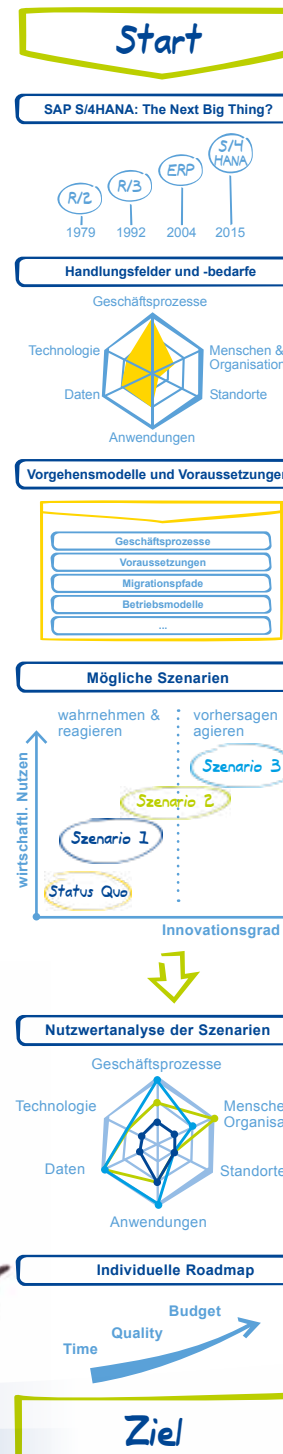 Start
SAP S/4HANA: The Next Big Thing?
R/2
R/3
ERP
S/4
HANA
1979
1992
2004
2015
Handlungsfelder und -bedarfe
Geschäftsprozesse
Technologie
Menschen &
Organisation
Daten
Standorte
Anwendungen
Vorgehensmodelle und Voraussetzungen
Geschäftsprozesse
Voraussetzungen
Migrationspfade
Betriebsmodelle
...
Mögliche Szenarien
wahrnehmen &
reagieren
vorhersagen
agieren
wirtschaftl. Nutzen
Szenario 3
Szenario 2
Szenario 1
Status Quo
Innovationsgrad
Nutzwertanalyse der Szenarien
Geschäftsprozesse
Technologie
Mensche
Organisa
Daten
Standorte
Anwendungen
Individuelle Roadmap
Time
Quality
Budget
Ziel